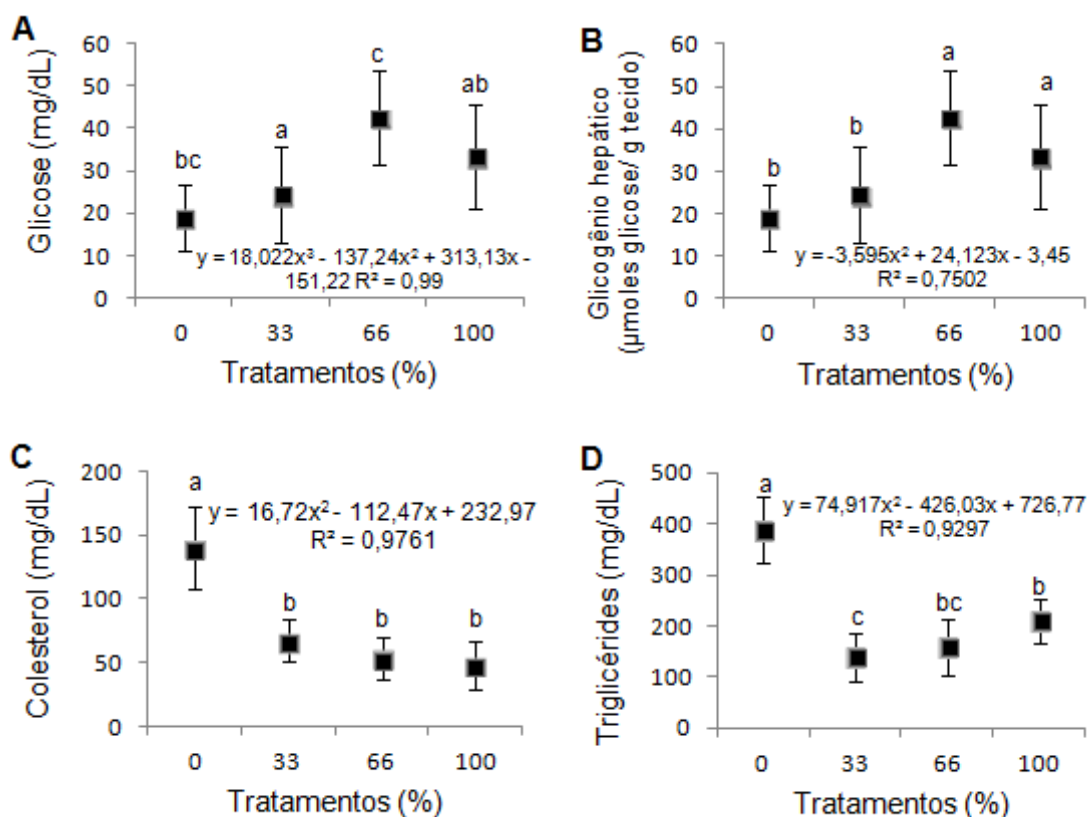 A
Glicose (mg/dL)
60
50
40
30
20
10
0
bc
a
c
ab
y = 18,022x³ - 137,24x² + 313,13x -
151,22 R² = 0,99
0 33 66 100
Tratamentos (%)
B
Glicogênio hepático
(µmoles glicose/ g tecido)
60
50
40
30
20
10
0
b
b
a
a
y = -3,595x² + 24,123x - 3,45
R² = 0,7502
0 33 66 100
Tratamentos (%)
C
Colesterol (mg/dL)
200
150
100
50
0
a
y = 16,72x² - 112,47x + 232,97
R² = 0,9761
b b b
0 33 66 100
Tratamentos (%)
D
Triglicérides (mg/dL)
500
400
300
200
100
0
a
y = 74,917x² - 426,03x + 726,77
R² = 0,9297
c
bc
b
0 33 66 100
Tratamentos (%)